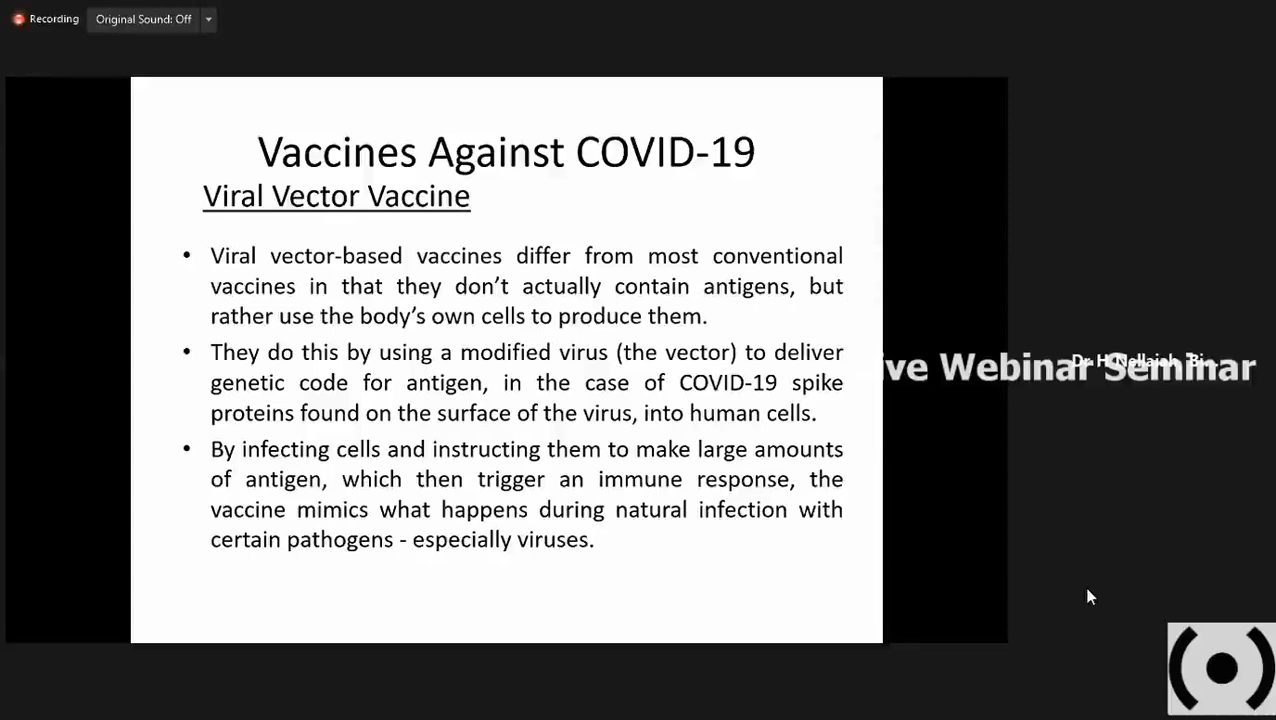 Recording
Original Sound: Off
Vaccines Against COVID-19
Viral Vector Vaccine
• Viral vector-based vaccines differ from most conventional
vaccines in that they don’t actually contain antigens, but
rather use the body’s own cells to produce them.
• They do this by using a modified virus (the vector) to deliver
genetic code for antigen, in the case of COVID-19 spike
proteins found on the surface of the virus, into human cells.
• By infecting cells and instructing them to make large amounts
of antigen, which then trigger an immune response, the
vaccine mimics what happens during natural infection with
certain pathogens - especially viruses.
ive Webinar Seminar
Dr H Nellaiah